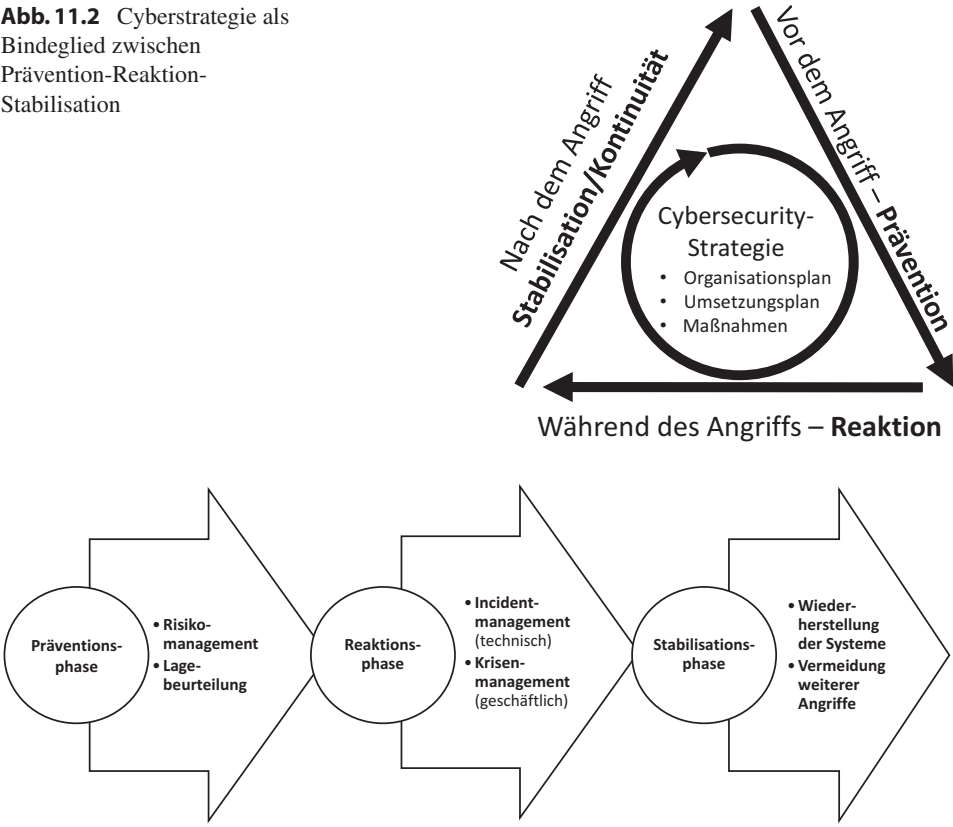 Abb. 11.2 Cyberstrategie als
Bindeglied zwischen
Prävention-Reaktion-
Stabilisation
Nach dem Angriff
Stabilisation/Kontinuität
Vor dem Angriff – Prävention
Cybersecurity-
Strategie
• Organisationsplan
• Umsetzungsplan
• Maßnahmen
Während des Angriffs – Reaktion
Präventions-
phase
• Risiko-
management
• Lage-
beurteilung
Reaktions-
phase
• Incident-
management
(technisch)
• Krisen-
management
(geschäftlich)
Stabilisations-
phase
• Wieder-
herstellung
der Systeme
• Vermeidung
weiterer
Angriffe